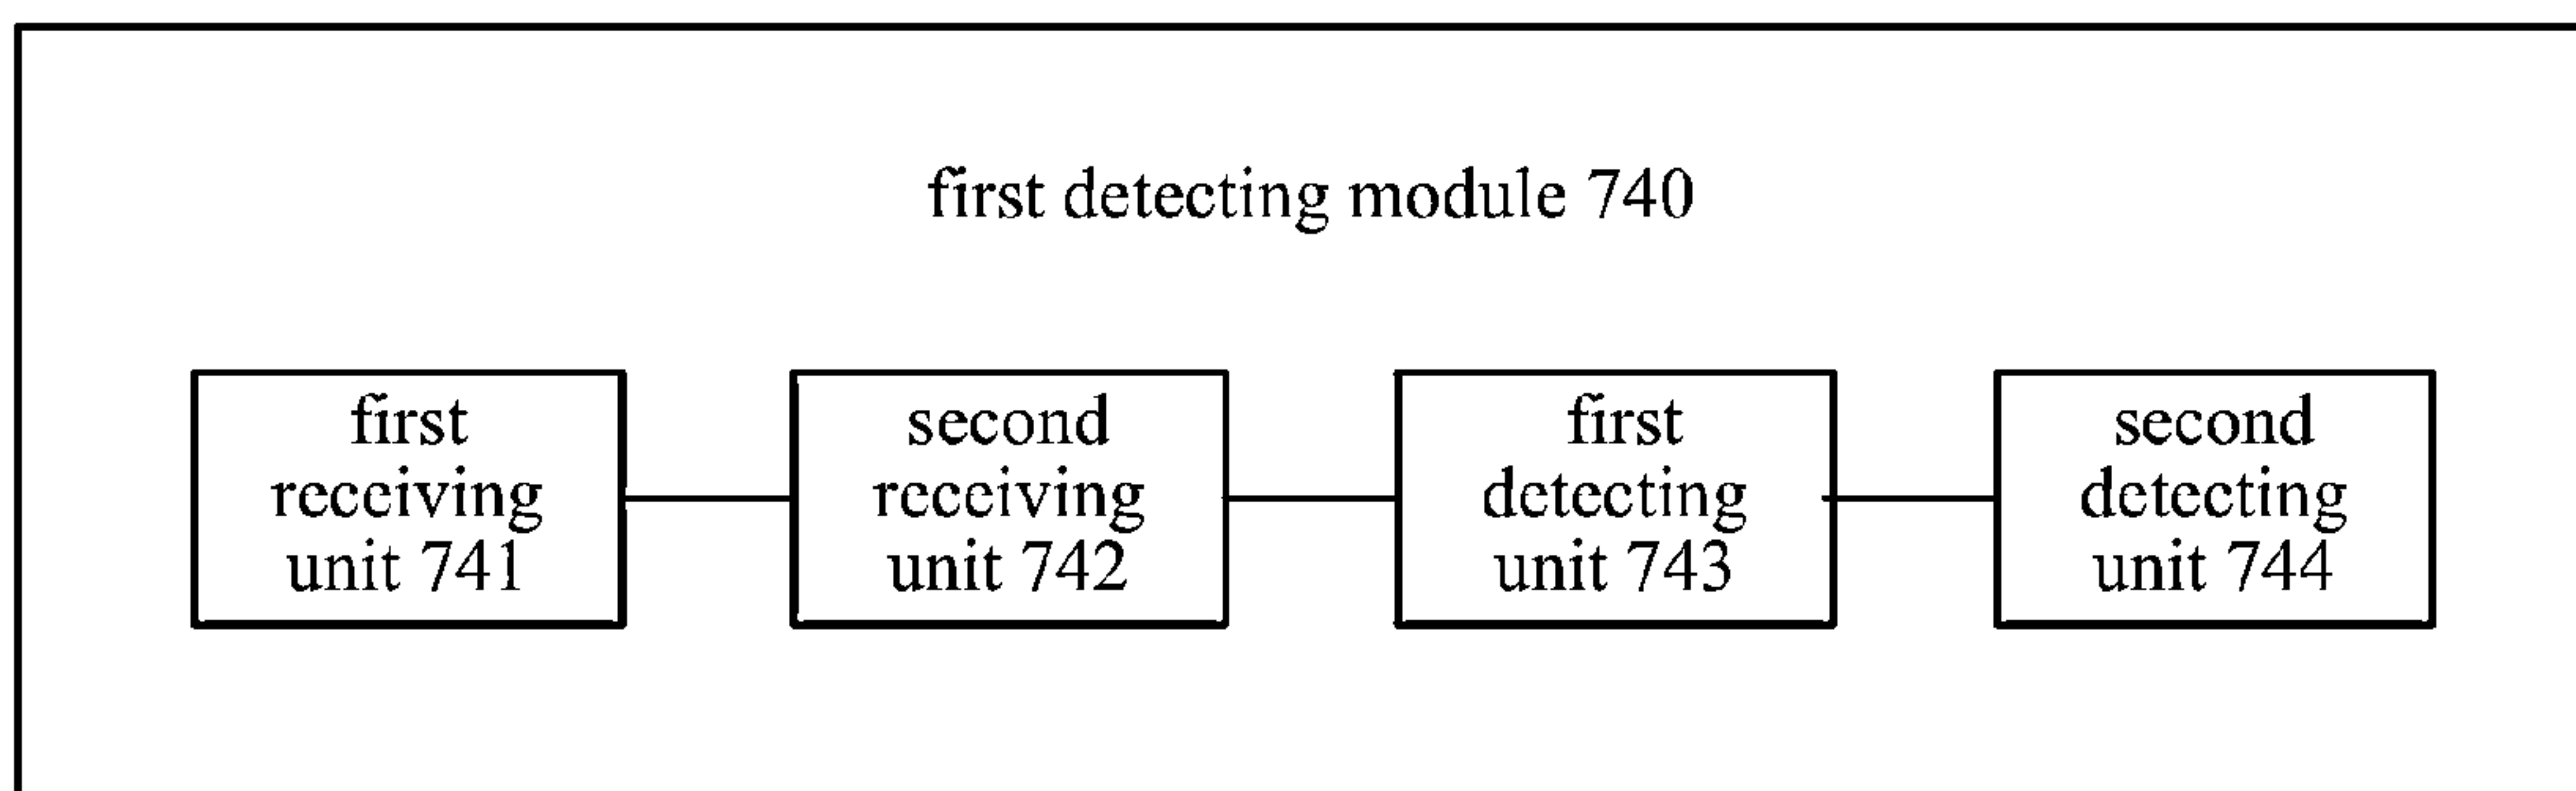 first detecting module 740
first
receiving
unit 741
second
receiving
unit 742
first
detecting
unit 743
second
detecting
unit 744